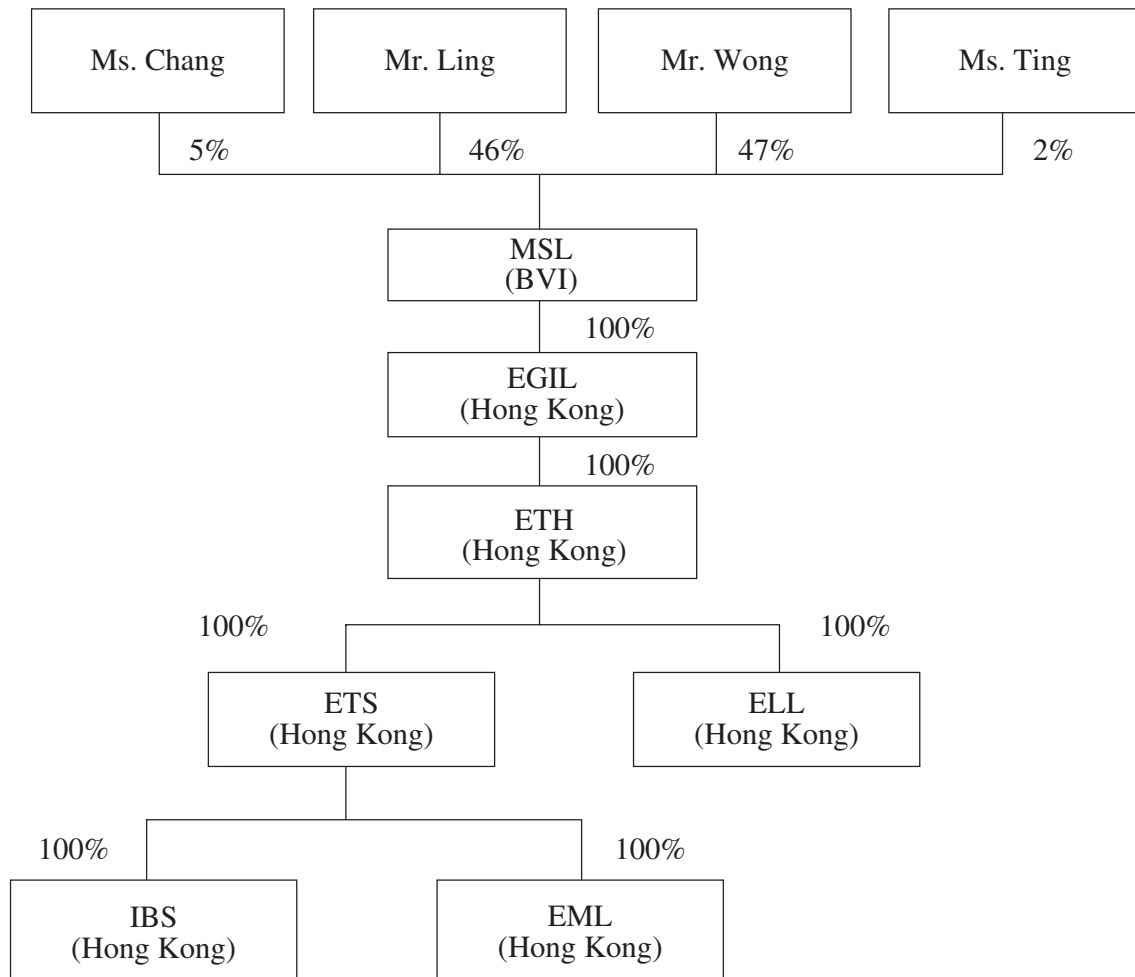 Ms. Chang
Mr. Ling
Mr. Wong
Ms. Ting
5%
46%
47%
2%
MSL
(BVI)
100%
EGIL
(Hong Kong)
100%
ETH
(Hong Kong)
100%
100%
ETS
(Hong Kong)
ELL
(Hong Kong)
100%
100%
IBS
(Hong Kong)
EML
(Hong Kong)